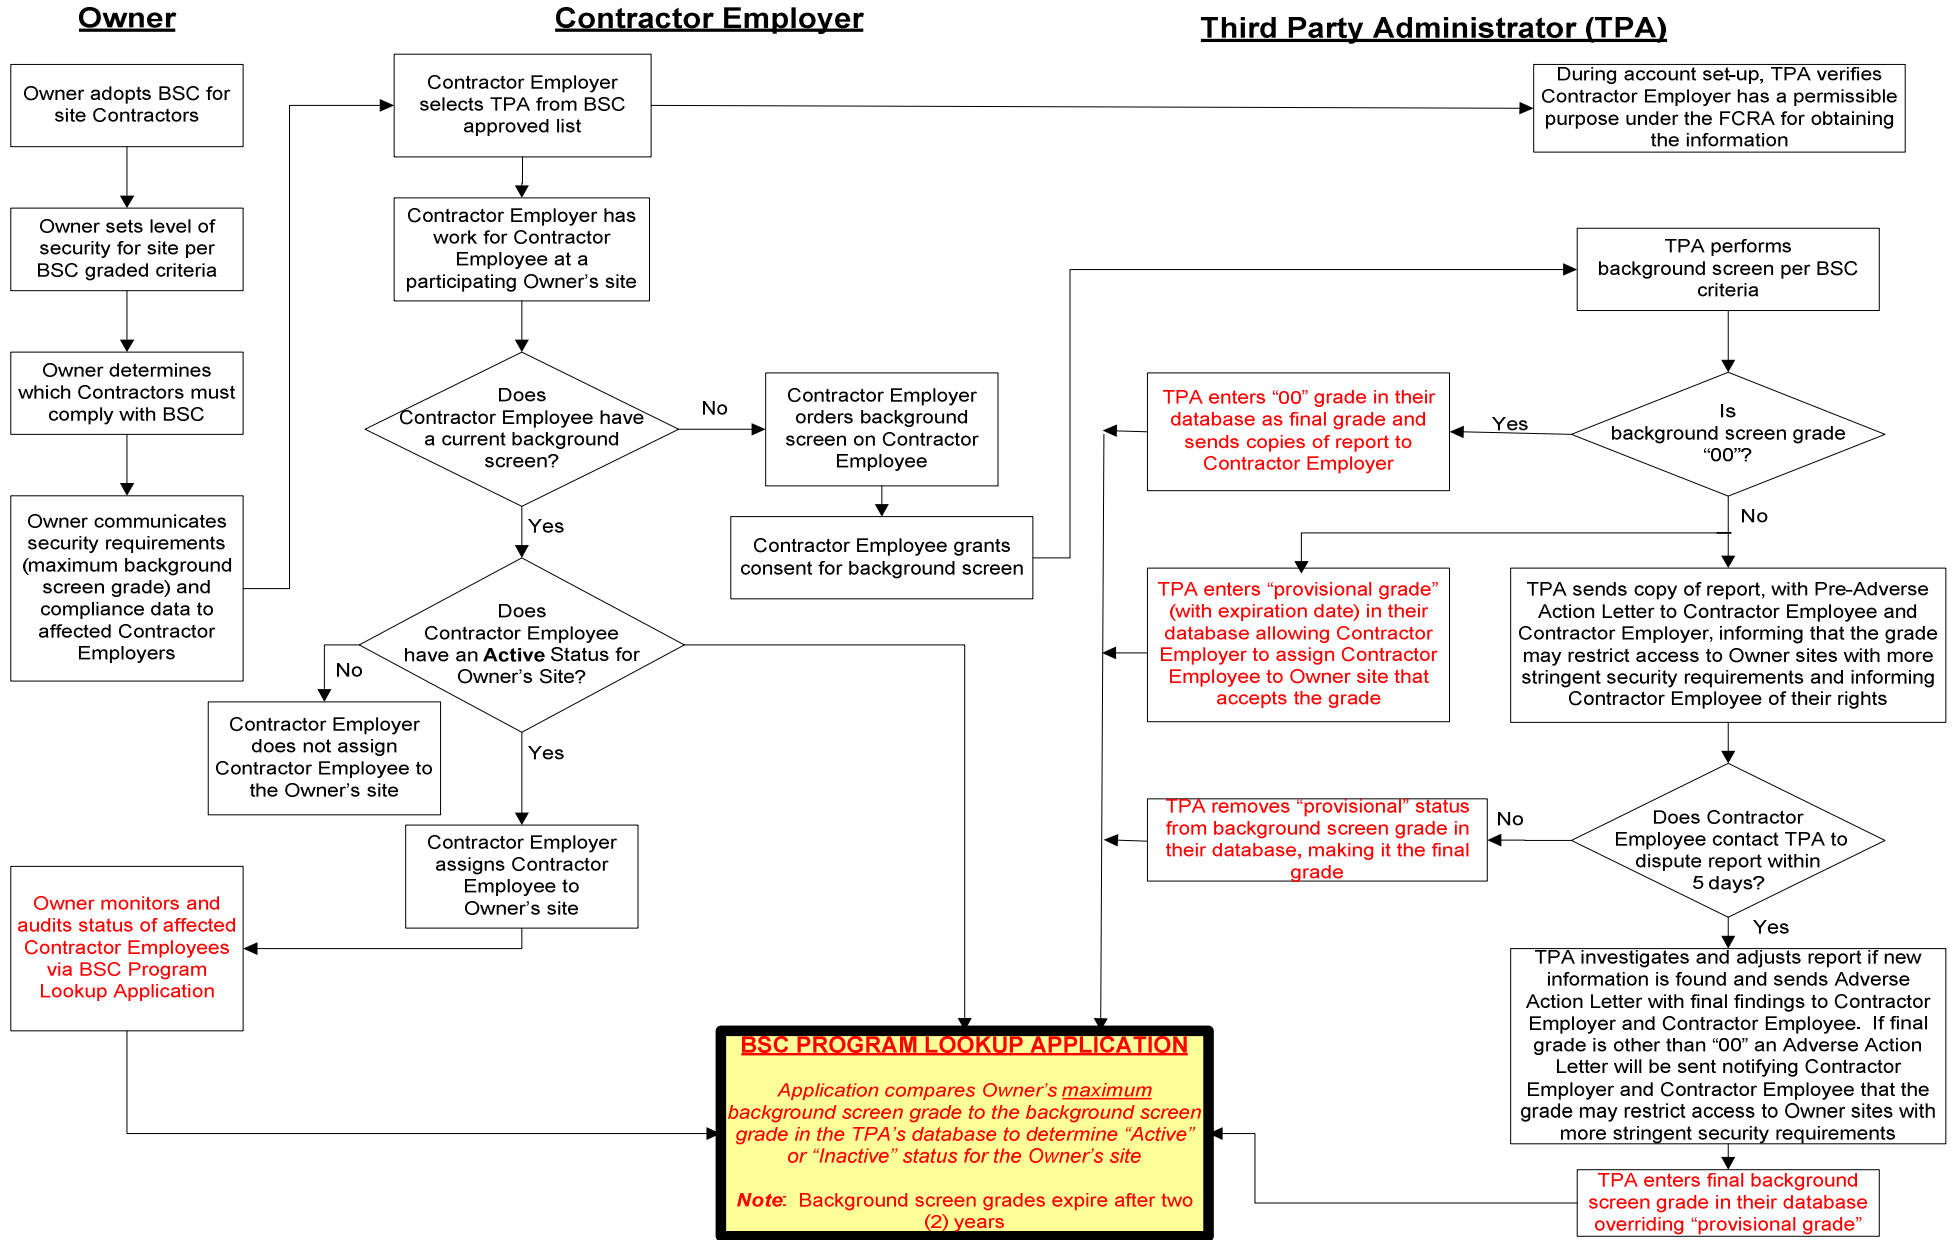 Owner
Contractor Employer
Third Party Administrator (TPA)
Owner adopts BSC for
site Contractors
Owner sets level of
security for site per
BSC graded criteria
Owner determines
which Contractors must
comply with BSC
Owner communicates
security requirements
(maximum background
screen grade) and
compliance data to
affected Contractor
Employers
Owner monitors and
audits status of affected
Contractor Employees
via BSC Program
Lookup Application
Contractor Employer
selects TPA from BSC
approved list
Contractor Employer has
work for Contractor
Employee at a
participating Owner's site
Does
Contractor Employee have
a current background
screen?
No
Yes
Contractor Employer
orders background
screen on Contractor
Employee
Contractor Employee grants
consent for background screen
Does
Contractor Employee
have an Active Status for
Owner's Site?
No
Yes
Contractor Employer
does not assign
Contractor Employee to
the Owner's site
Contractor Employer
assigns Contractor
Employee to
Owner's site
During account set-up, TPA verifies
Contractor Employer has a permissible
purpose under the FCRA for obtaining
the information
TPA performs
background screen per BSC
criteria
Is
background screen grade
“00”?
Yes
No
TPA enters “00” grade in their
database as final grade and
sends copies of report to
Contractor Employer
TPA enters “provisional grade”
(with expiration date) in their
database allowing Contractor
Employer to assign Contractor
Employee to Owner site that
accepts the grade
TPA sends copy of report, with Pre-Adverse
Action Letter to Contractor Employee and
Contractor Employer, informing that the grade
may restrict access to Owner sites with more
stringent security requirements and informing
Contractor Employee of their rights
Does Contractor
Employee contact TPA to
dispute report within
5 days?
No
Yes
TPA removes “provisional” status
from background screen grade in
their database, making it the final
grade
TPA investigates and adjusts report if new
information is found and sends Adverse
Action Letter with final findings to Contractor
Employer and Contractor Employee. If final
grade is other than “00” an Adverse Action
Letter will be sent notifying Contractor
Employer and Contractor Employee that the
grade may restrict access to Owner sites with
more stringent security requirements
TPA enters final background
screen grade in their database
overriding “provisional grade”
BSC PROGRAM LOOKUP APPLICATION
Application compares Owner's maximum
background screen grade to the background screen
grade in the TPA's database to determine “Active”
or “Inactive” status for the Owner's site
Note: Background screen grades expire after two
(2) years